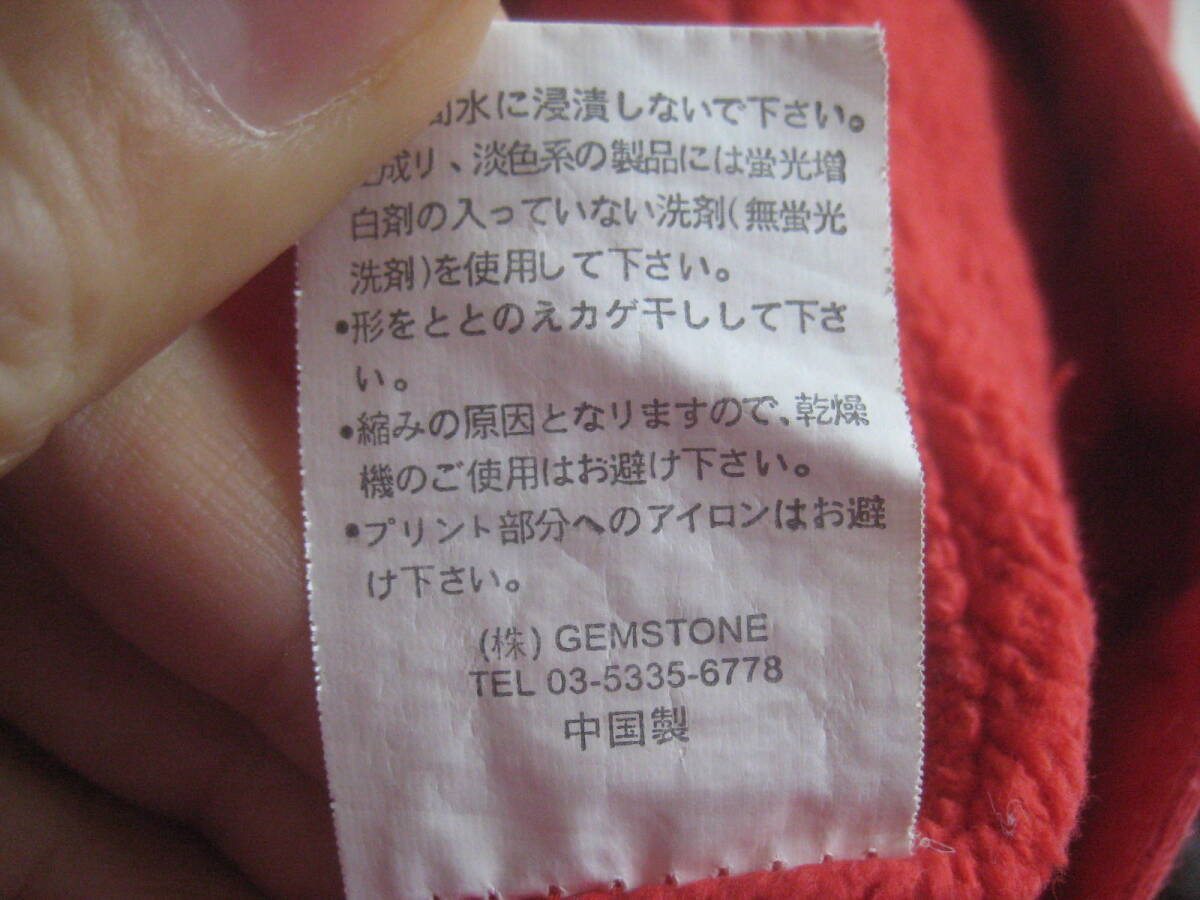 水に浸漬しないで下さい。
成り、淡色系の製品には蛍光増
白剤の入っていない洗剤(無蛍光
洗剤)を使用して下さい。
•形をととのえカゲ干しして下さ
い。
•縮みの原因となりますので、乾燥
機のご使用はお避け下さい。
•プリント部分へのアイロンはお避
け下さい。
(株) GEMSTONE
TEL 03-5335-6778
中国製